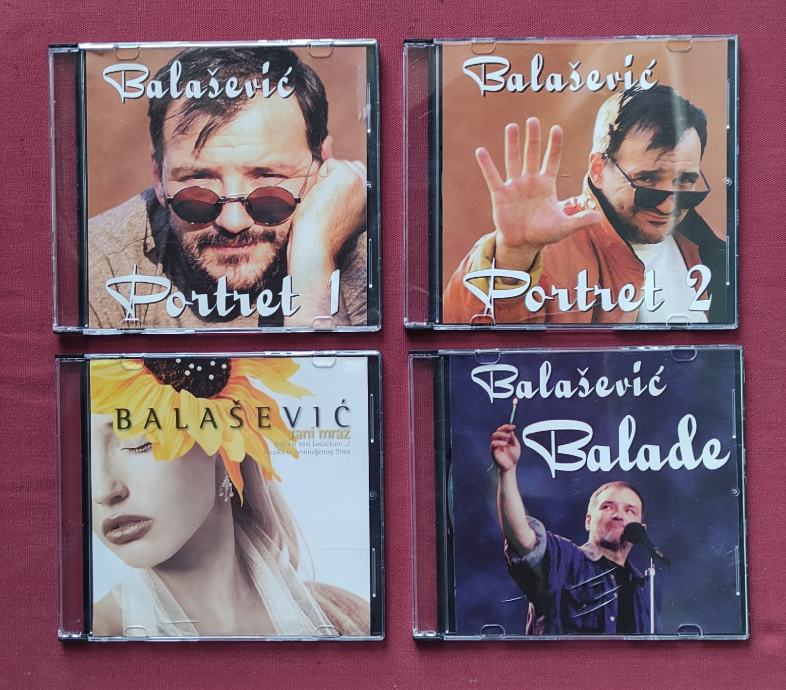 Balašević
Portret 1
Balašević
Portret 2
BALAŠEVIĆ
rani mraz
Balašević
Balade